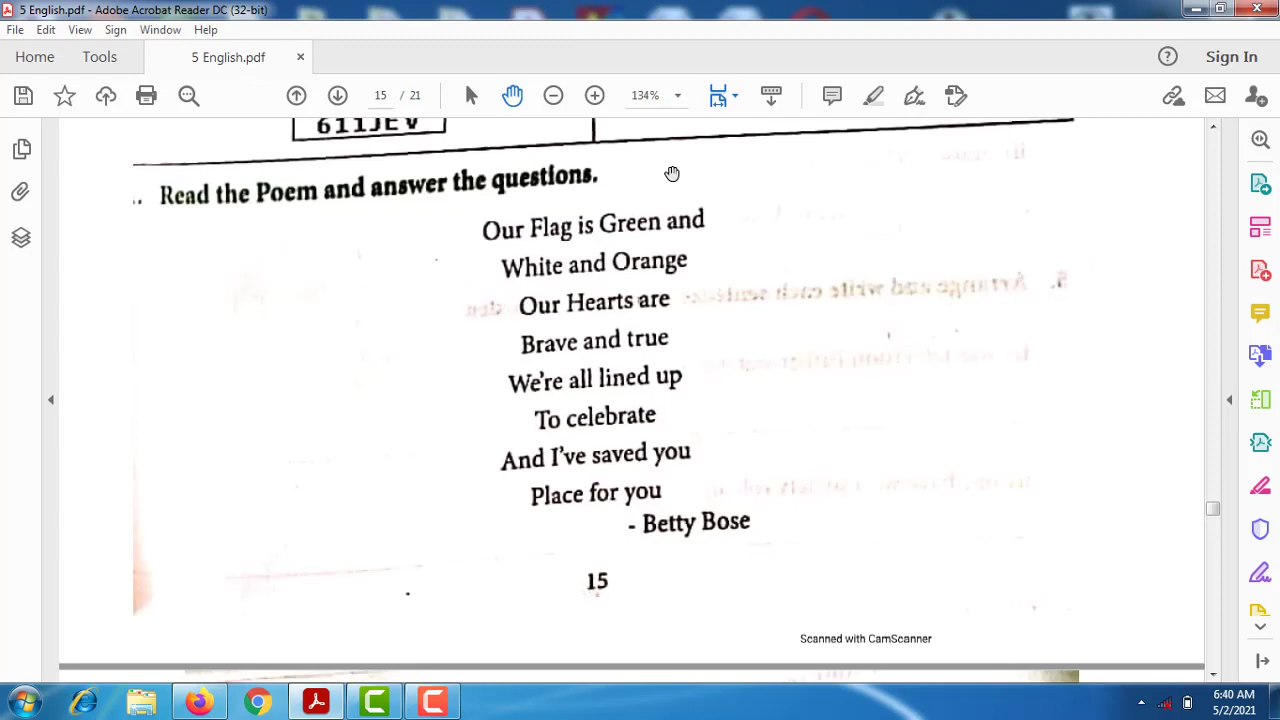 5 English.pdf - Adobe Acrobat Reader DC (32-bit)
File Edit View Sign Window Help
Home Tools 5 English.pdf × Sign In
15 / 21 134%
611JEV
.. Read the Poem and answer the questions.
Our Flag is Green and
White and Orange
Our Hearts are
Brave and true
We're all lined up
To celebrate
And I've saved you
Place for you
- Betty Bose
15
Scanned with CamScanner
6:40 AM
5/2/2021